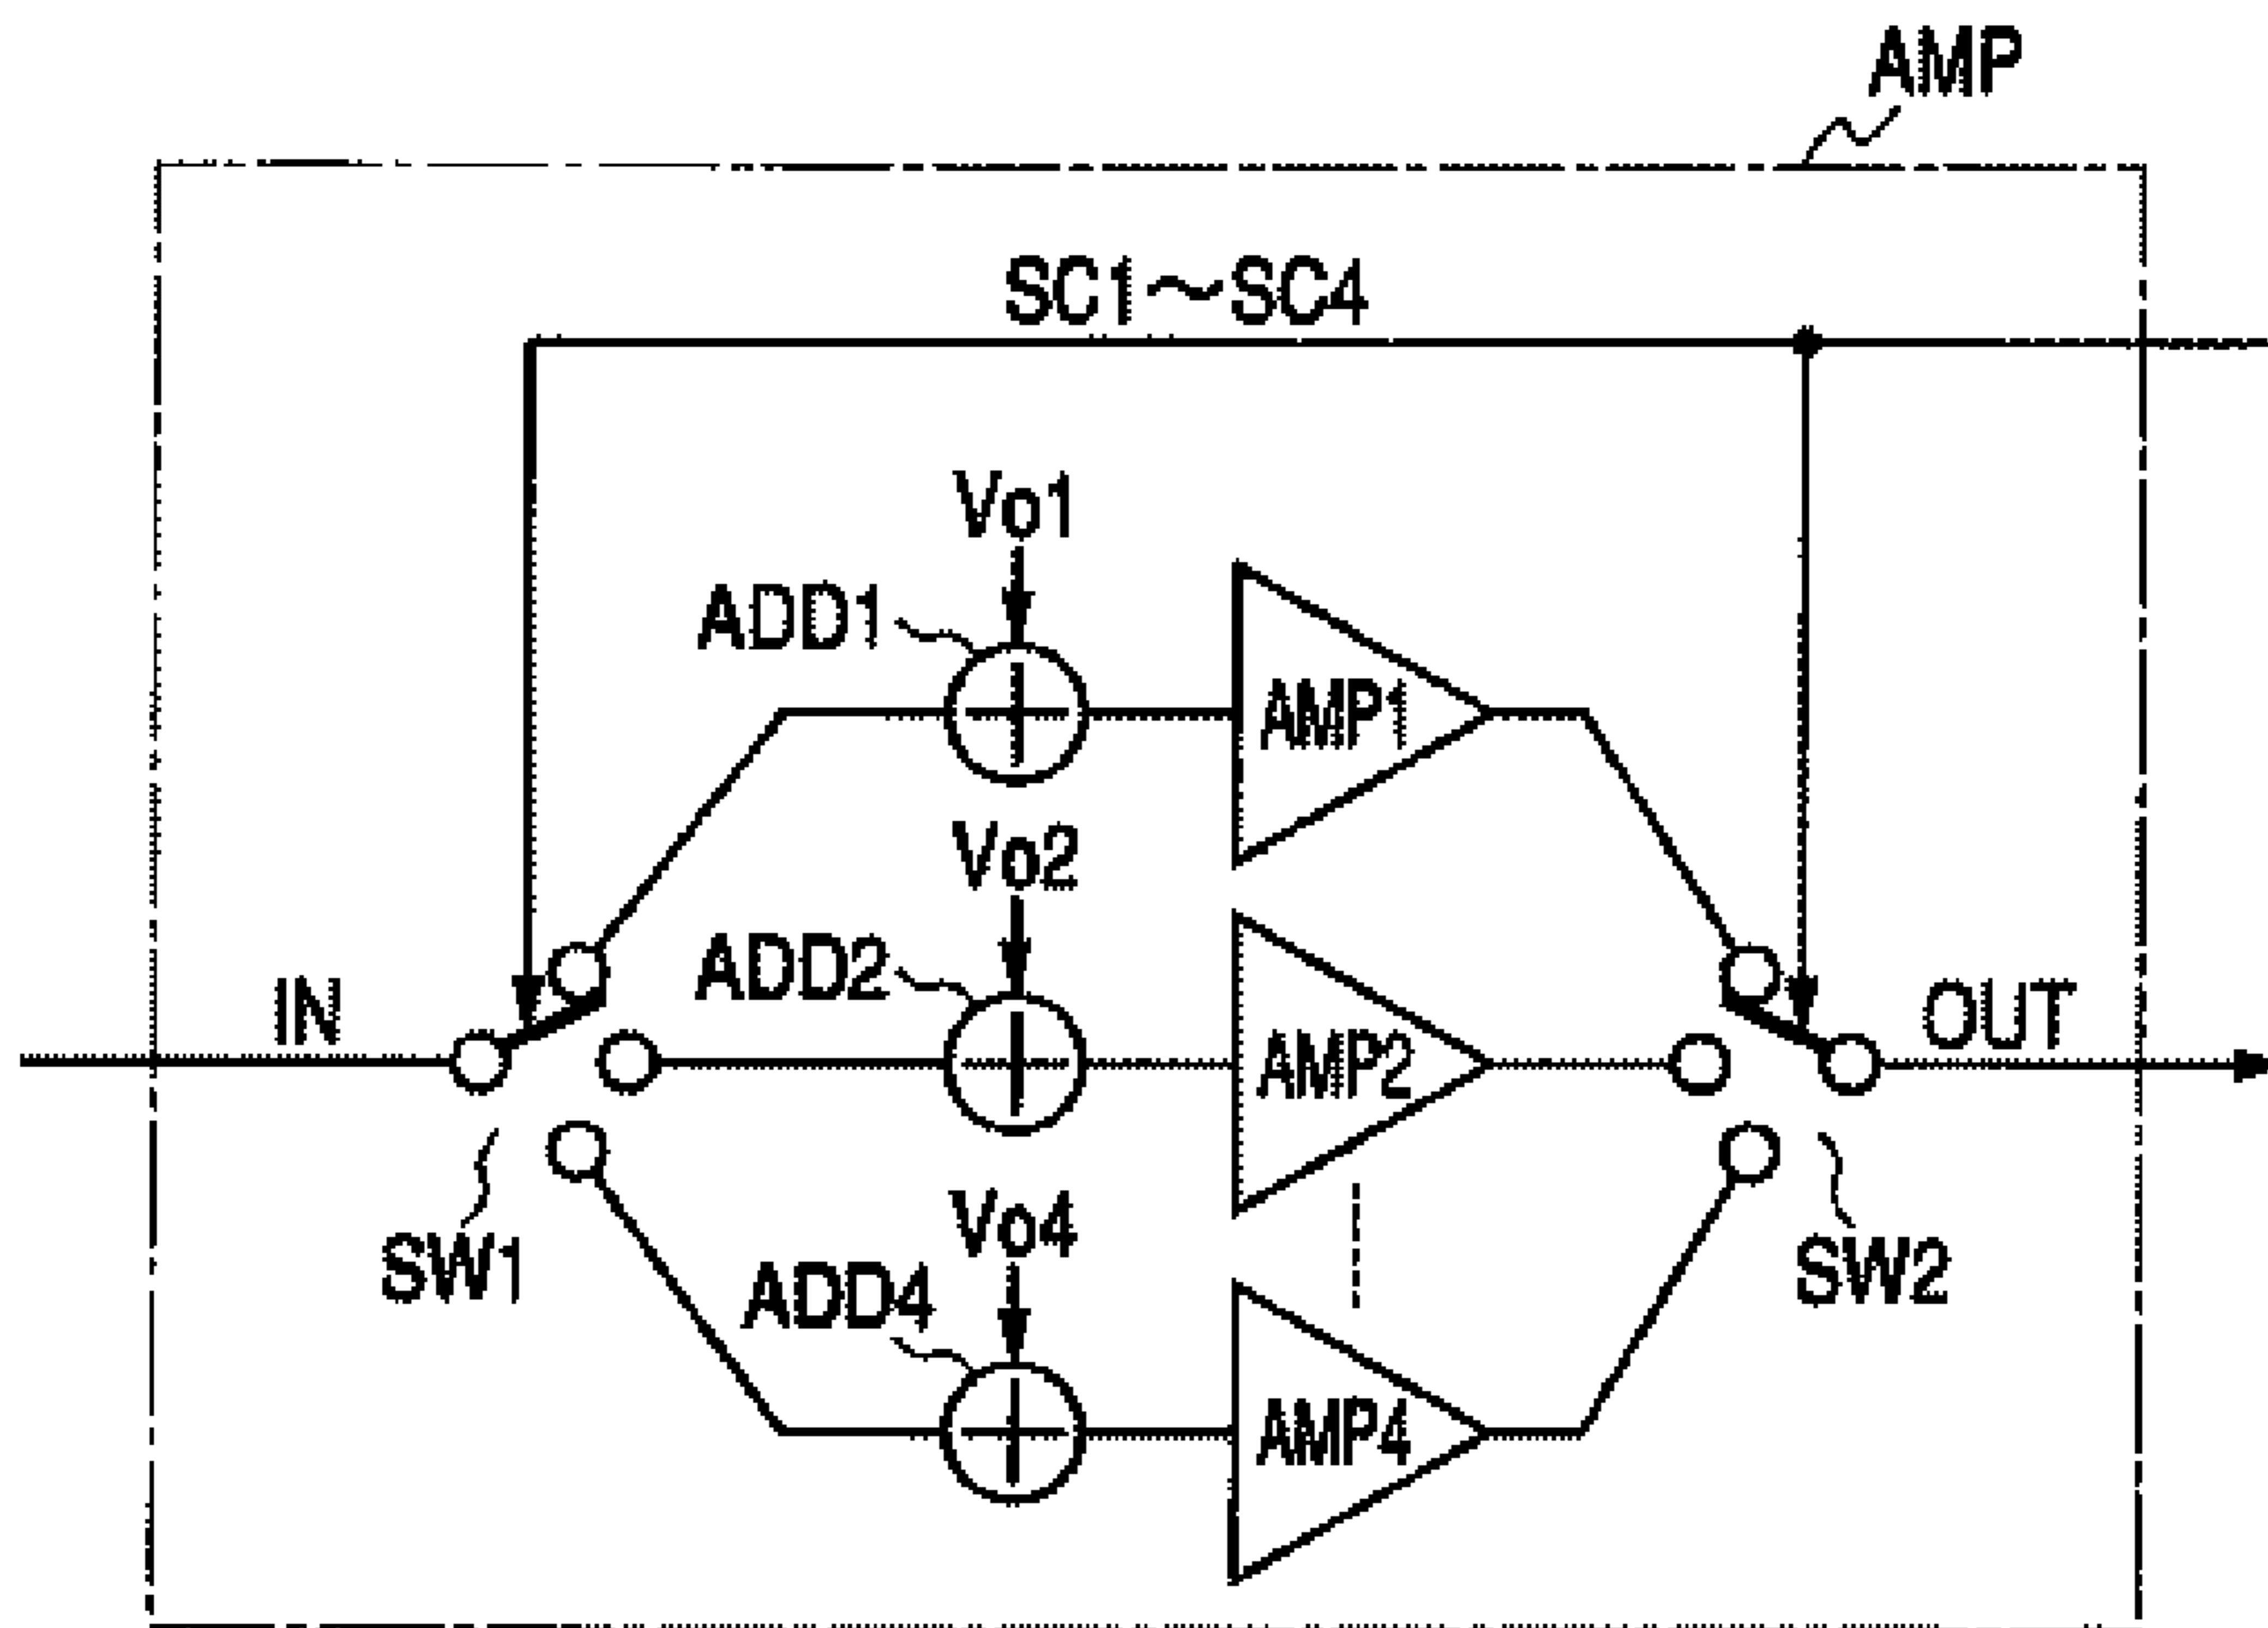 AMP
SC1～SC4
Vo1
ADD1
AMP1
Vo2
ADD2
IN
OUT
AMP2
Vo4
SW1
ADD4
SW2
AMP4